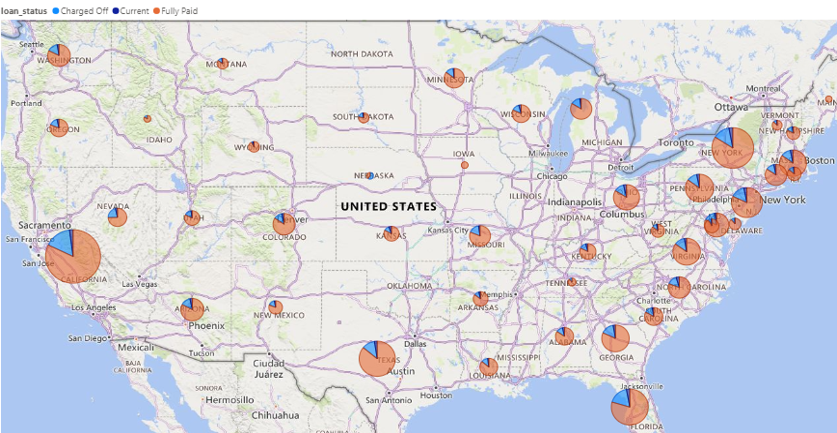 loan_status Charged Off Current Fully Paid
Seattle
WASHINGTON
MONTANA
NORTH DAKOTA
MINNESOTA
Montreal
Ottawa
MAIN
Portland
OREGON
IDAHO
SOUTH DAKOTA
WISCONSIN
MICHIGAN
Toronto
VERMONT
NEW HAMPSHIRE
WYOMING
IOWA
Milwaukee
Chicago
Detroit
NEW YORK
Boston
NEBRASKA
NEVADA
UNITED STATES
ILLINOIS
Indianapolis
INDIANA
Columbus
PENNSYLVANIA
Philadelphia
New York
Sacramento
San Francisco
San Jose
CALIFORNIA
UTAH
Denver
COLORADO
KANSAS
Kansas City
MISSOURI
KENTUCKY
WEST
VIRGINIA
DELAWARE
VIRGINIA
Las Vegas
Los Angeles
San Diego
ARIZONA
Phoenix
Tucson
NEW MEXICO
OKLAHOMA
ARKANSAS
Memphis
TENNESSEE
Charlotte
NORTH CAROLINA
SOUTH
CAROLINA
Mexicali
BAJA
CALIFORNIA
SONORA
Hermosillo
Ciudad
Juárez
Chihuahua
TEXAS
Dallas
Austin
San Antonio
Houston
LOUISIANA
MISSISSIPPI
ALABAMA
GEORGIA
Jacksonville
FLORIDA